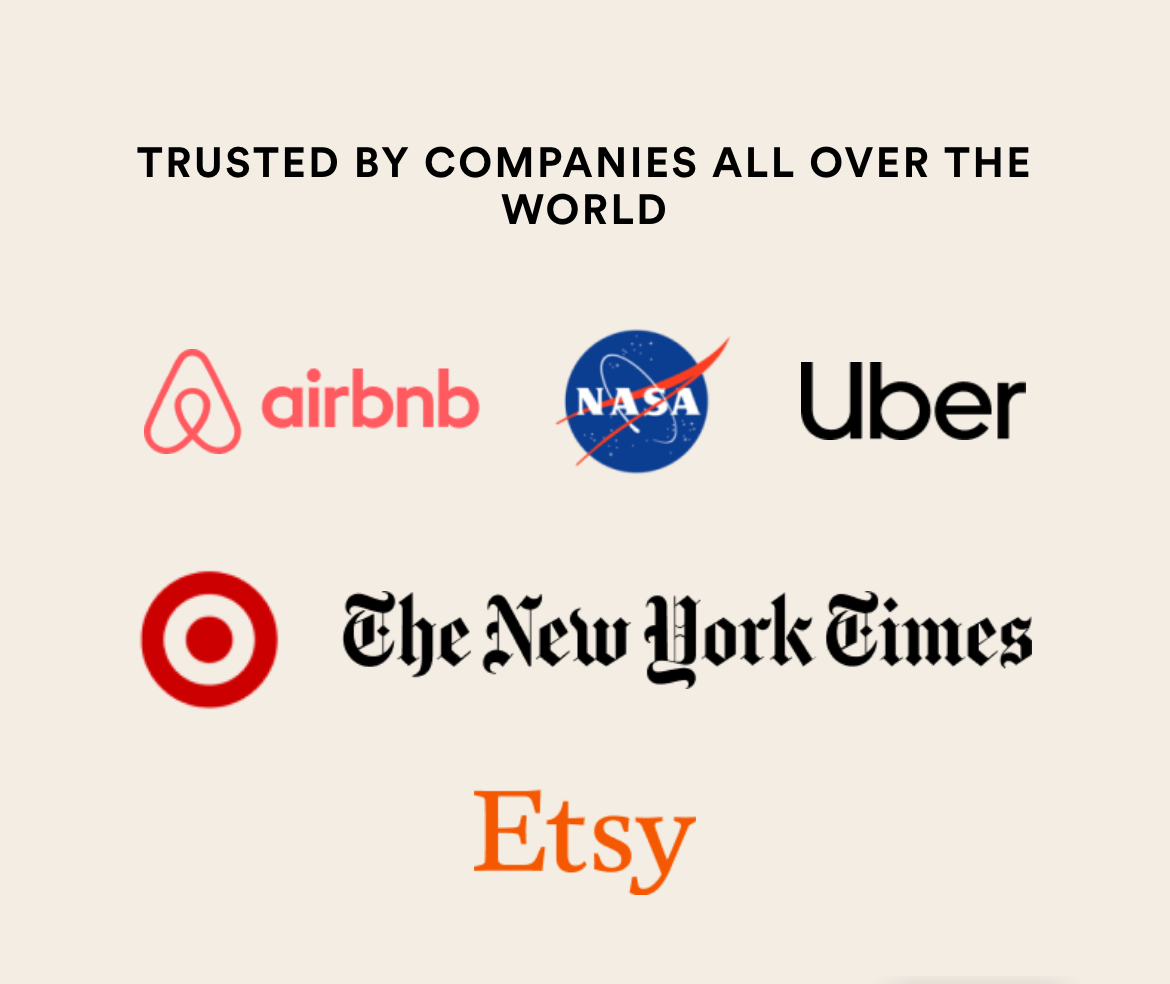 TRUSTED BY COMPANIES ALL OVER THE
WORLD
airbnb
NASA
Uber
The New York Times
Etsy